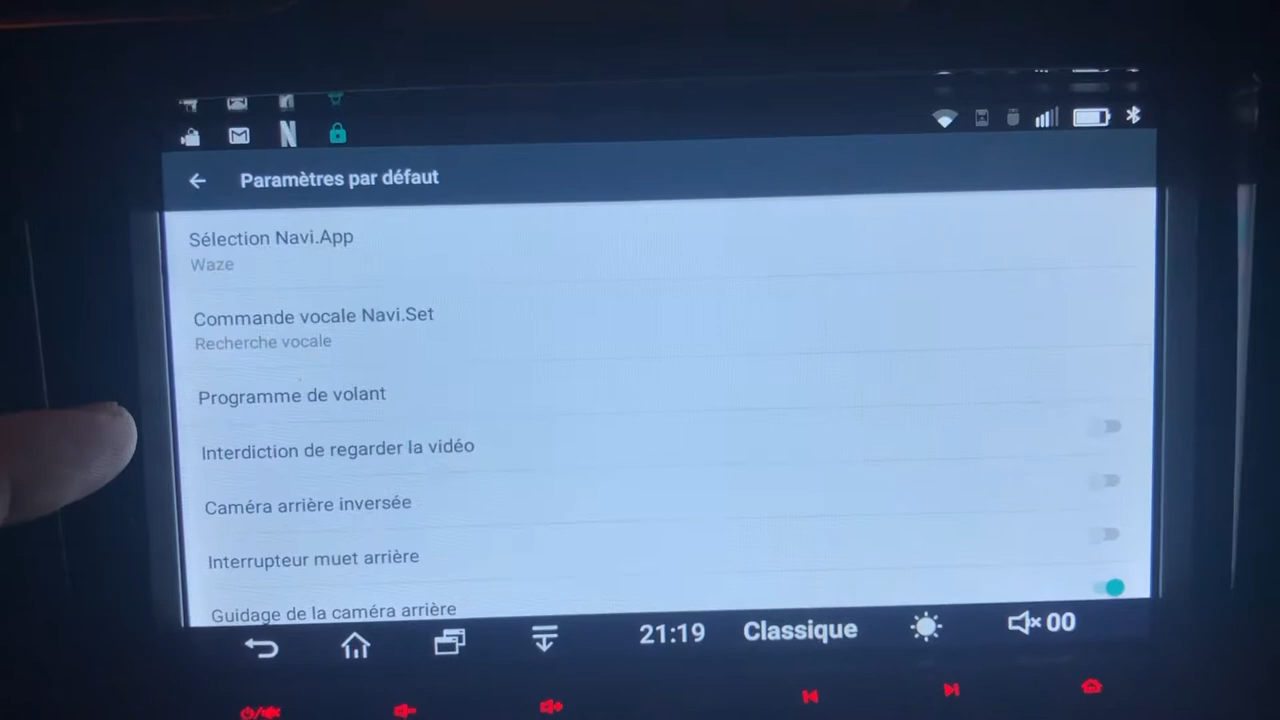 N
Paramètres par défaut
Sélection Navi.App
Waze
Commande vocale Navi.Set
Recherche vocale
Programme de volant
Interdiction de regarder la vidéo
Caméra arrière inversée
Interrupteur muet arrière
Guidage de la caméra arrière
21:19 Classique 00